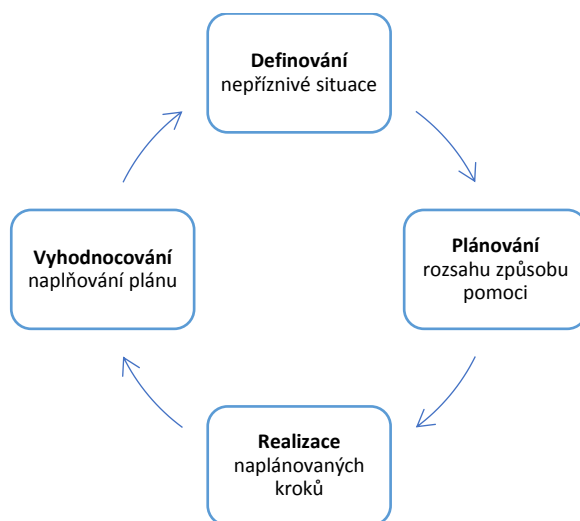 Definování
nepříznivé situace
Plánování
rozsahu způsobu
pomoci
Vyhodnocování
naplňování plánu
Realizace
naplánovaných
kroků